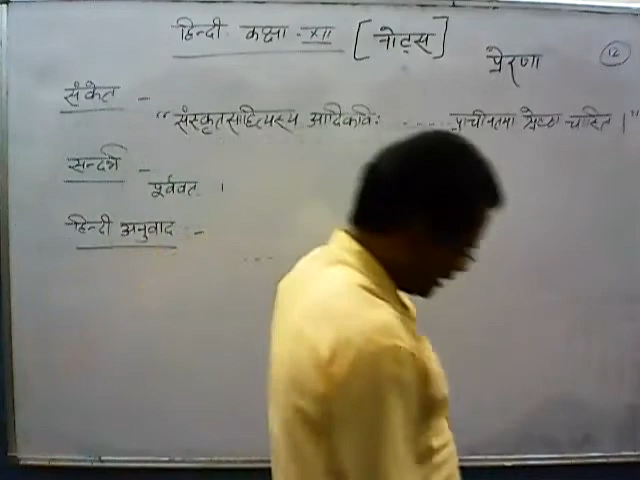 हिन्दी कक्षा - XII [नोट्स]
प्रेरणा
12
संकेत -
"संस्कृतसाहित्यस्य आदिकविः ...... प्राचीनतमा श्रेष्ठा चास्ति।"
सन्दर्भ -
पूर्ववत ।
हिन्दी अनुवाद -